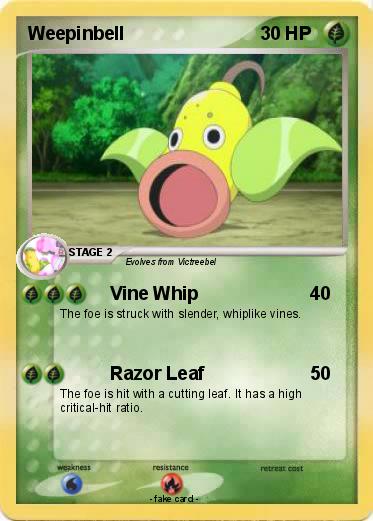 Weepinbell 30 HP
STAGE 2
Evolves from Victreebel
Vine Whip 40
The foe is struck with slender, whiplike vines.
Razor Leaf 50
The foe is hit with a cutting leaf. It has a high
critical-hit ratio.
weakness resistance retreat cost
- fake card -